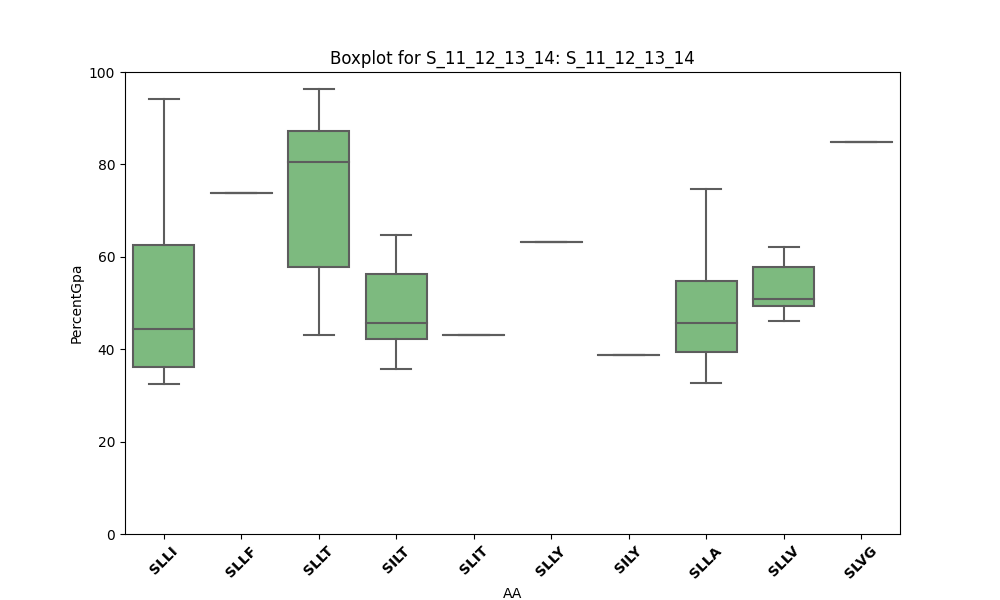 Boxplot for S_11_12_13_14: S_11_12_13_14
PercentGpa
100
80
60
40
20
0
SLLI
SLLF
SLLT
SILT
SLIT
SLLY
SILY
SLLA
SLLV
SLVG
AA